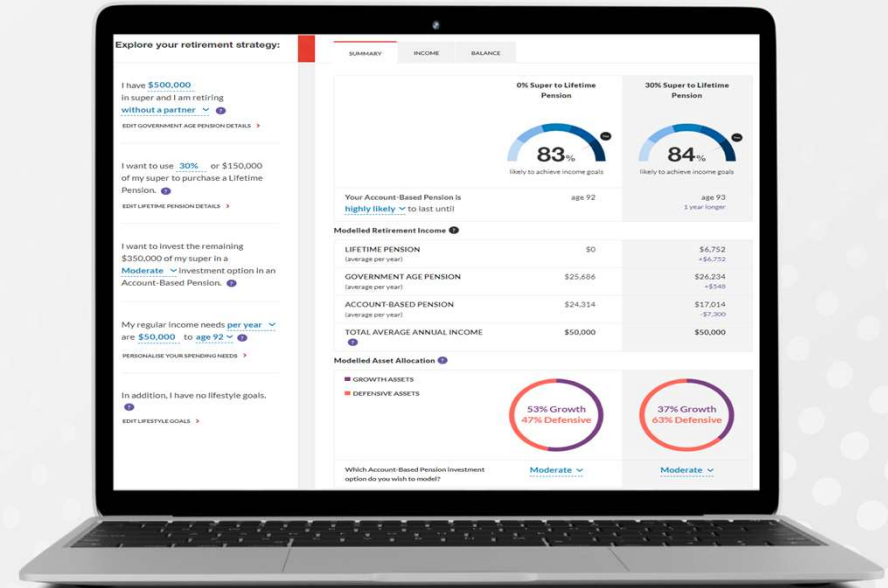 Explore your retirement strategy:
I have $500,000
in super and I am retiring
without a partner
EDIT GOVERNMENT AGE PENSION DETAILS
I want to use 30% or $150,000
of my super to purchase a Lifetime
Pension.
EDIT LIFETIME PENSION DETAILS
I want to invest the remaining
$350,000 of my super in a
Moderate investment option in an
Account-Based Pension.
My regular income needs per year
are $50,000 to age 92
PERSONALISE YOUR SPENDING NEEDS
In addition, I have no lifestyle goals.
EDIT LIFESTYLE GOALS
SUMMARY INCOME BALANCE
0% Super to Lifetime
Pension
30% Super to Lifetime
Pension
83%
likely to achieve income goals
84%
likely to achieve income goals
Your Account-Based Pension is
highly likely to last until
age 92
age 93
1 year longer
Modelled Retirement Income
LIFETIME PENSION
(average per year)
$0
$6,752
+$6,752
GOVERNMENT AGE PENSION
(average per year)
$25,686
$26,234
+$548
ACCOUNT-BASED PENSION
(average per year)
$24,314
$17,014
-$7,300
TOTAL AVERAGE ANNUAL INCOME
$50,000
$50,000
Modelled Asset Allocation
GROWTH ASSETS
DEFENSIVE ASSETS
53% Growth
47% Defensive
37% Growth
63% Defensive
Which Account-Based Pension investment
option do you wish to model?
Moderate
Moderate